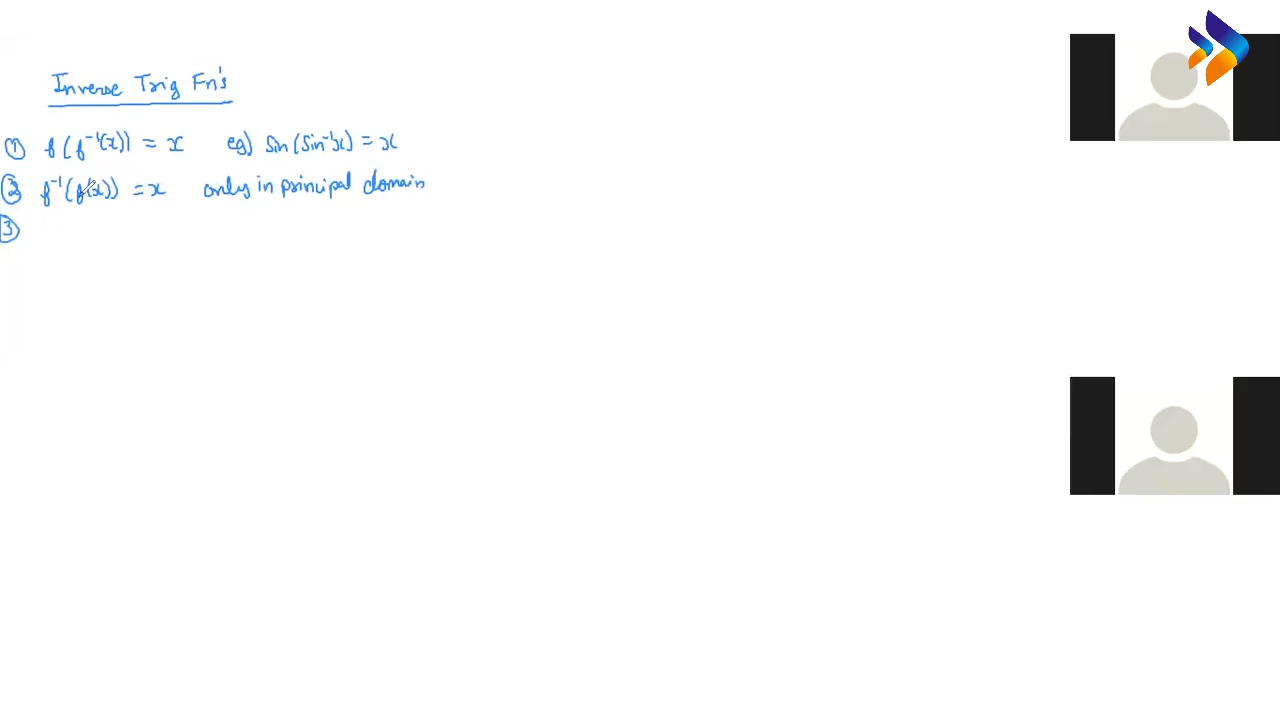 Inverse Trig Fn's
① f(f⁻¹(x)) = x eg) sin(sin⁻¹x) = x
② f⁻¹(f(x)) = x only in principal domain
③